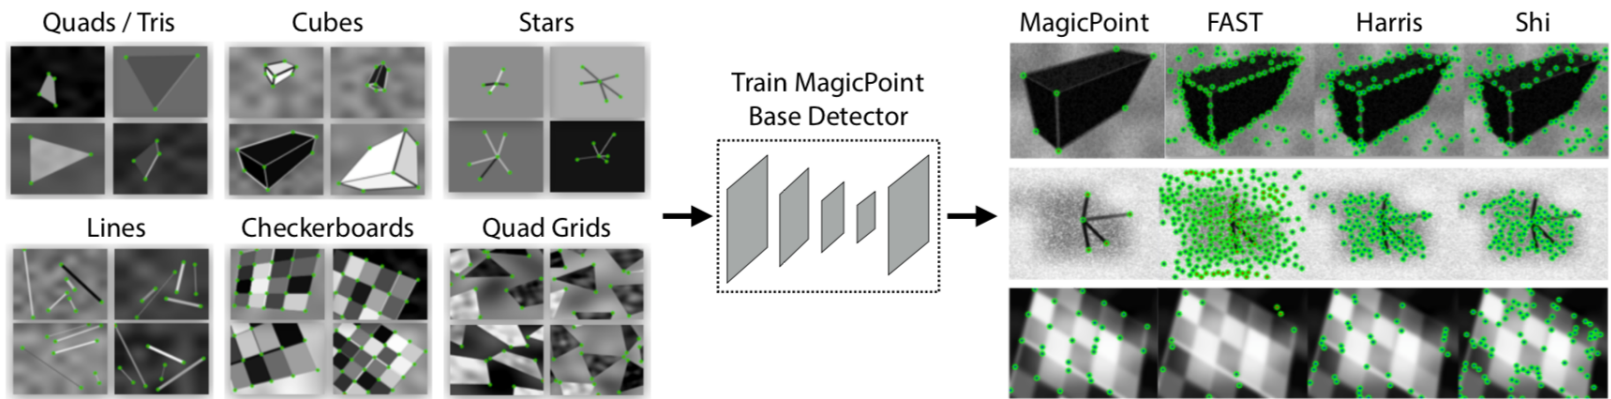 Quads / Tris
Cubes
Stars
Lines
Checkerboards
Quad Grids
Train MagicPoint
Base Detector
MagicPoint
FAST
Harris
Shi